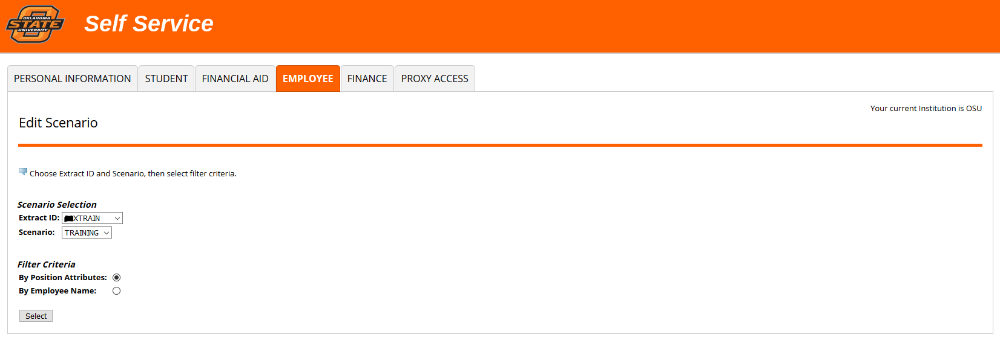 OKLAHOMA
STATE
UNIVERSITY
Self Service
PERSONAL INFORMATION STUDENT FINANCIAL AID EMPLOYEE FINANCE PROXY ACCESS
Your current Institution is OSU
Edit Scenario
Choose Extract ID and Scenario, then select filter criteria.
Scenario Selection
Extract ID: XTRAIN
Scenario: TRAINING
Filter Criteria
By Position Attributes:
By Employee Name:
Select